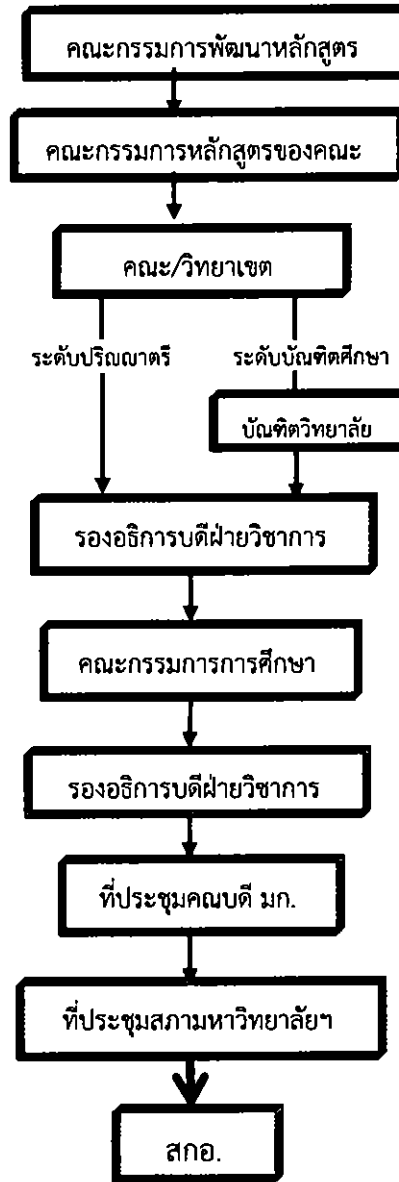 คณะกรรมการพัฒนาหลักสูตร
คณะกรรมการหลักสูตรของคณะ
คณะ/วิทยาเขต
ระดับปริญญาตรี
ระดับบัณฑิตศึกษา
บัณฑิตวิทยาลัย
รองอธิการบดีฝ่ายวิชาการ
คณะกรรมการการศึกษา
รองอธิการบดีฝ่ายวิชาการ
ที่ประชุมคณบดี มก.
ที่ประชุมสภามหาวิทยาลัยฯ
สกอ.